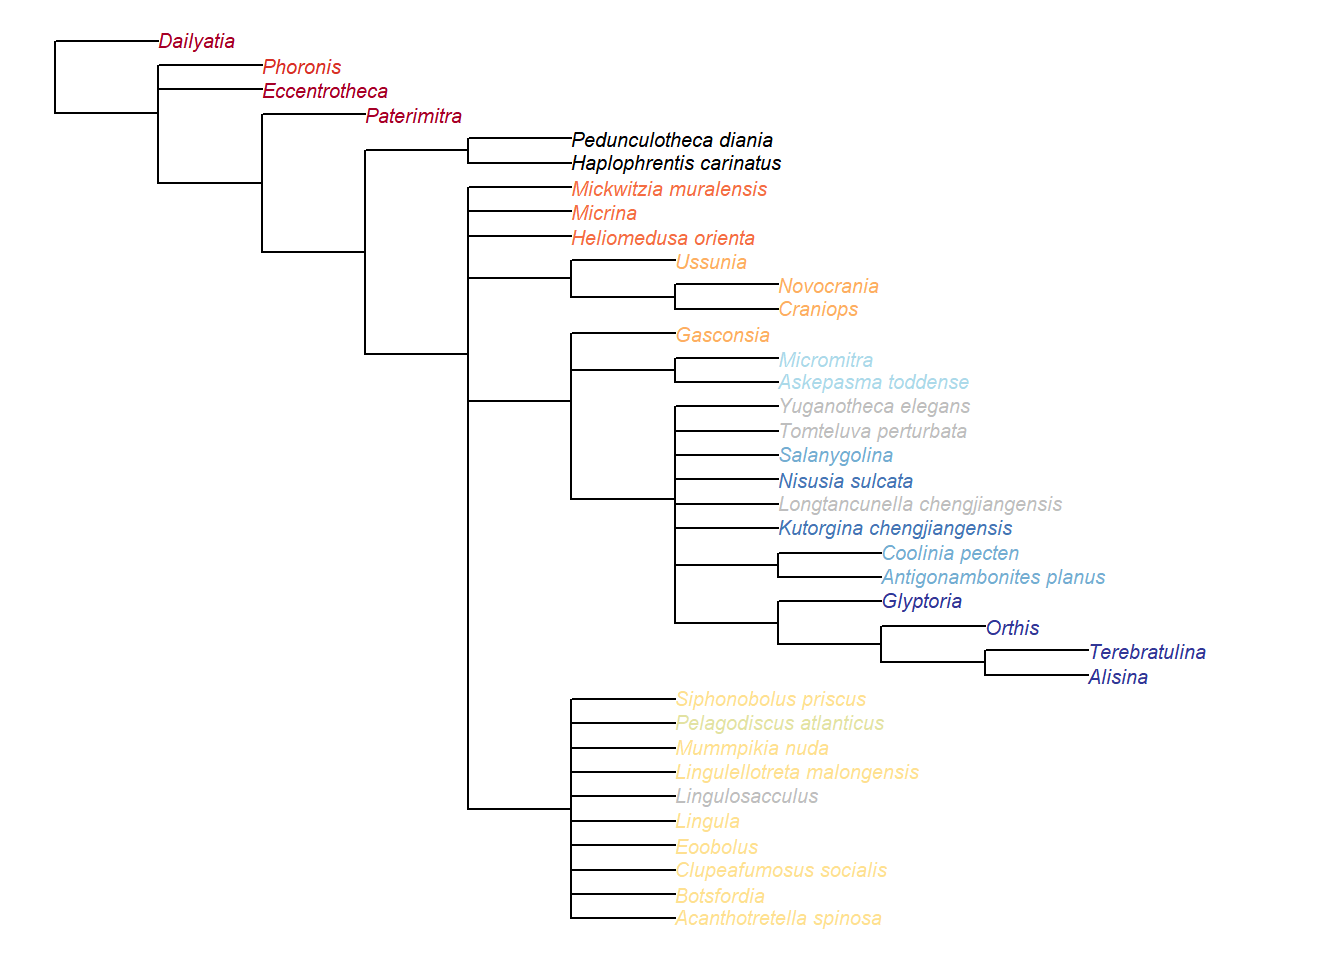 Dailyatia
Phoronis
Eccentrotheca
Paterimitra
Pedunculotheca diania
Haplophrentis carinatus
Mickwitzia muralensis
Micrina
Heliomedusa orienta
Ussunia
Novocrania
Craniops
Gasconsia
Micromitra
Askepasma toddense
Yuganotheca elegans
Tomteluva perturbata
Salanygolina
Nisusia sulcata
Longtancunella chengjiangensis
Kutorgina chengjiangensis
Coolinia pecten
Antigonambonites planus
Glyptoria
Orthis
Terebratulina
Alisina
Siphonobolus priscus
Pelagodiscus atlanticus
Mummpikia nuda
Lingulellotreta malongensis
Lingulosacculus
Lingula
Eoobolus
Clupeafumosus socialis
Botsfordia
Acanthotretella spinosa